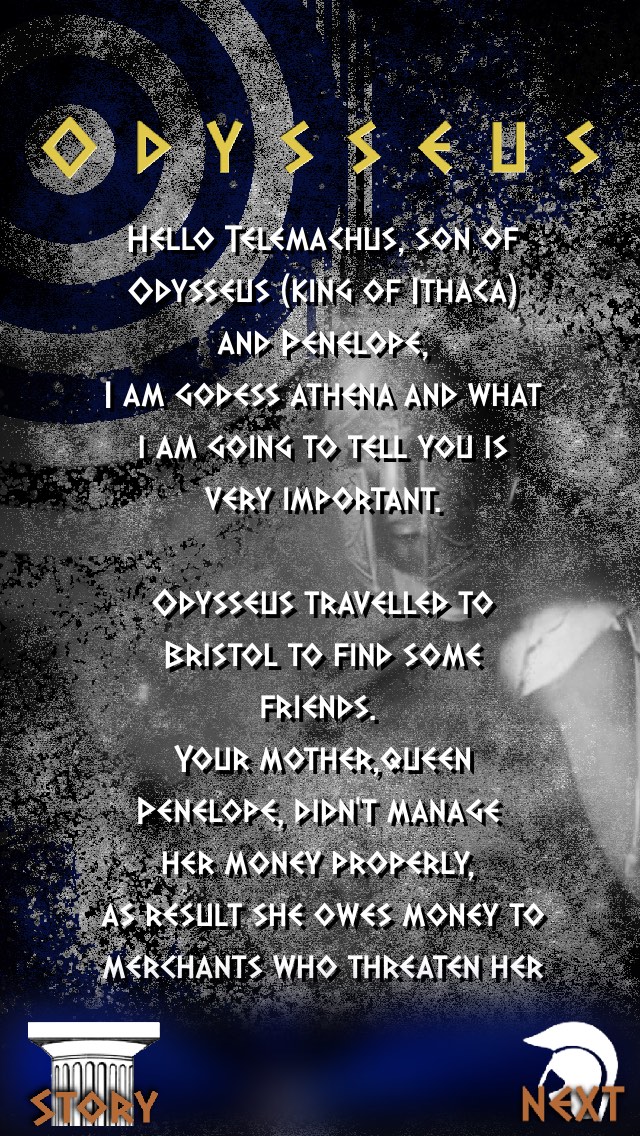 ODYSSEUS
Hello Telemachus, son of
Odysseus (king of Ithaca)
and Penelope,
I am godess athena and what
I am going to tell you is
very important.
Odysseus travelled to
Bristol to find some
friends.
Your mother,queen
Penelope, didn't manage
her money properly,
as result she owes money to
merchants who threaten her
STORY
NEXT